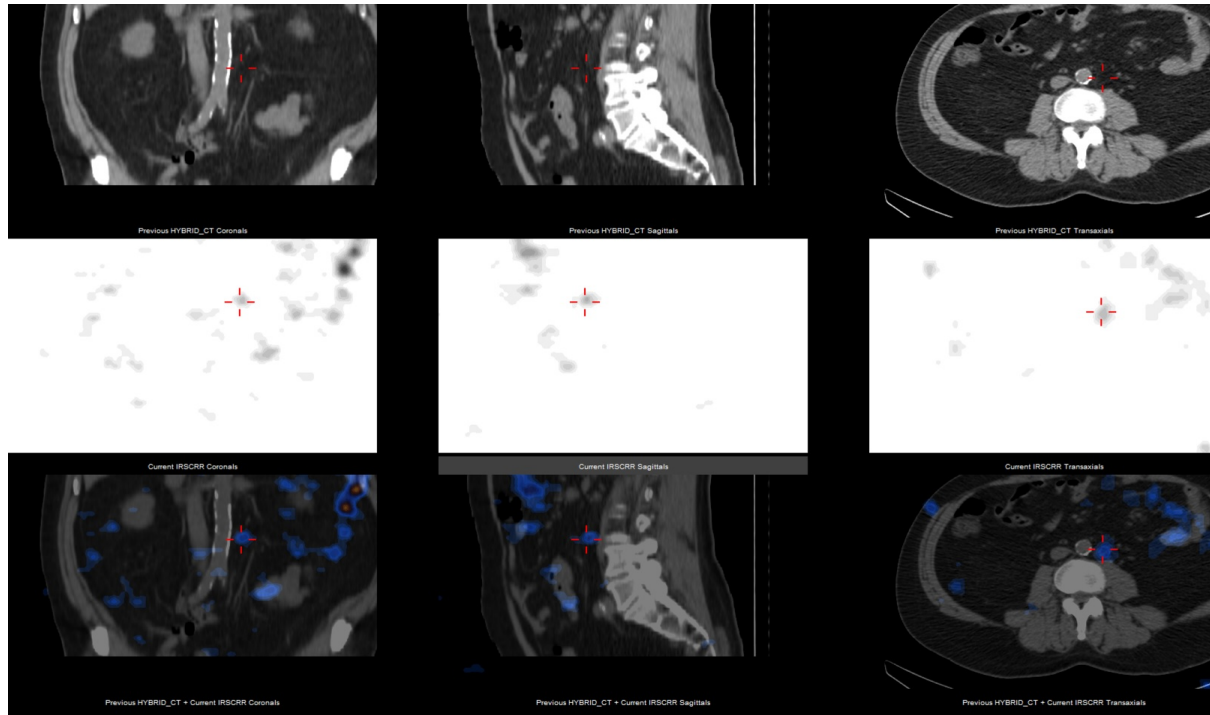 Previous HYBRID_CT Coronals
Previous HYBRID_CT Sagittals
Previous HYBRID_CT Transaxials
Current IRSCRR Coronals
Current IRSCRR Sagittals
Current IRSCRR Transaxials
Previous HYBRID_CT + Current IRSCRR Coronals
Previous HYBRID_CT + Current IRSCRR Sagittals
Previous HYBRID_CT + Current IRSCRR Transaxials